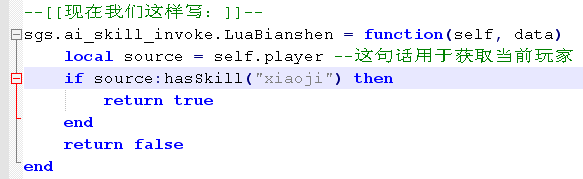 --[[现在我们这样写：]]--
sgs.ai_skill_invoke.LuaBianshen = function(self, data)
    local source = self.player --这句话用于获取当前玩家
    if source:hasSkill("xiaoji") then
        return true
    end
    return false
end